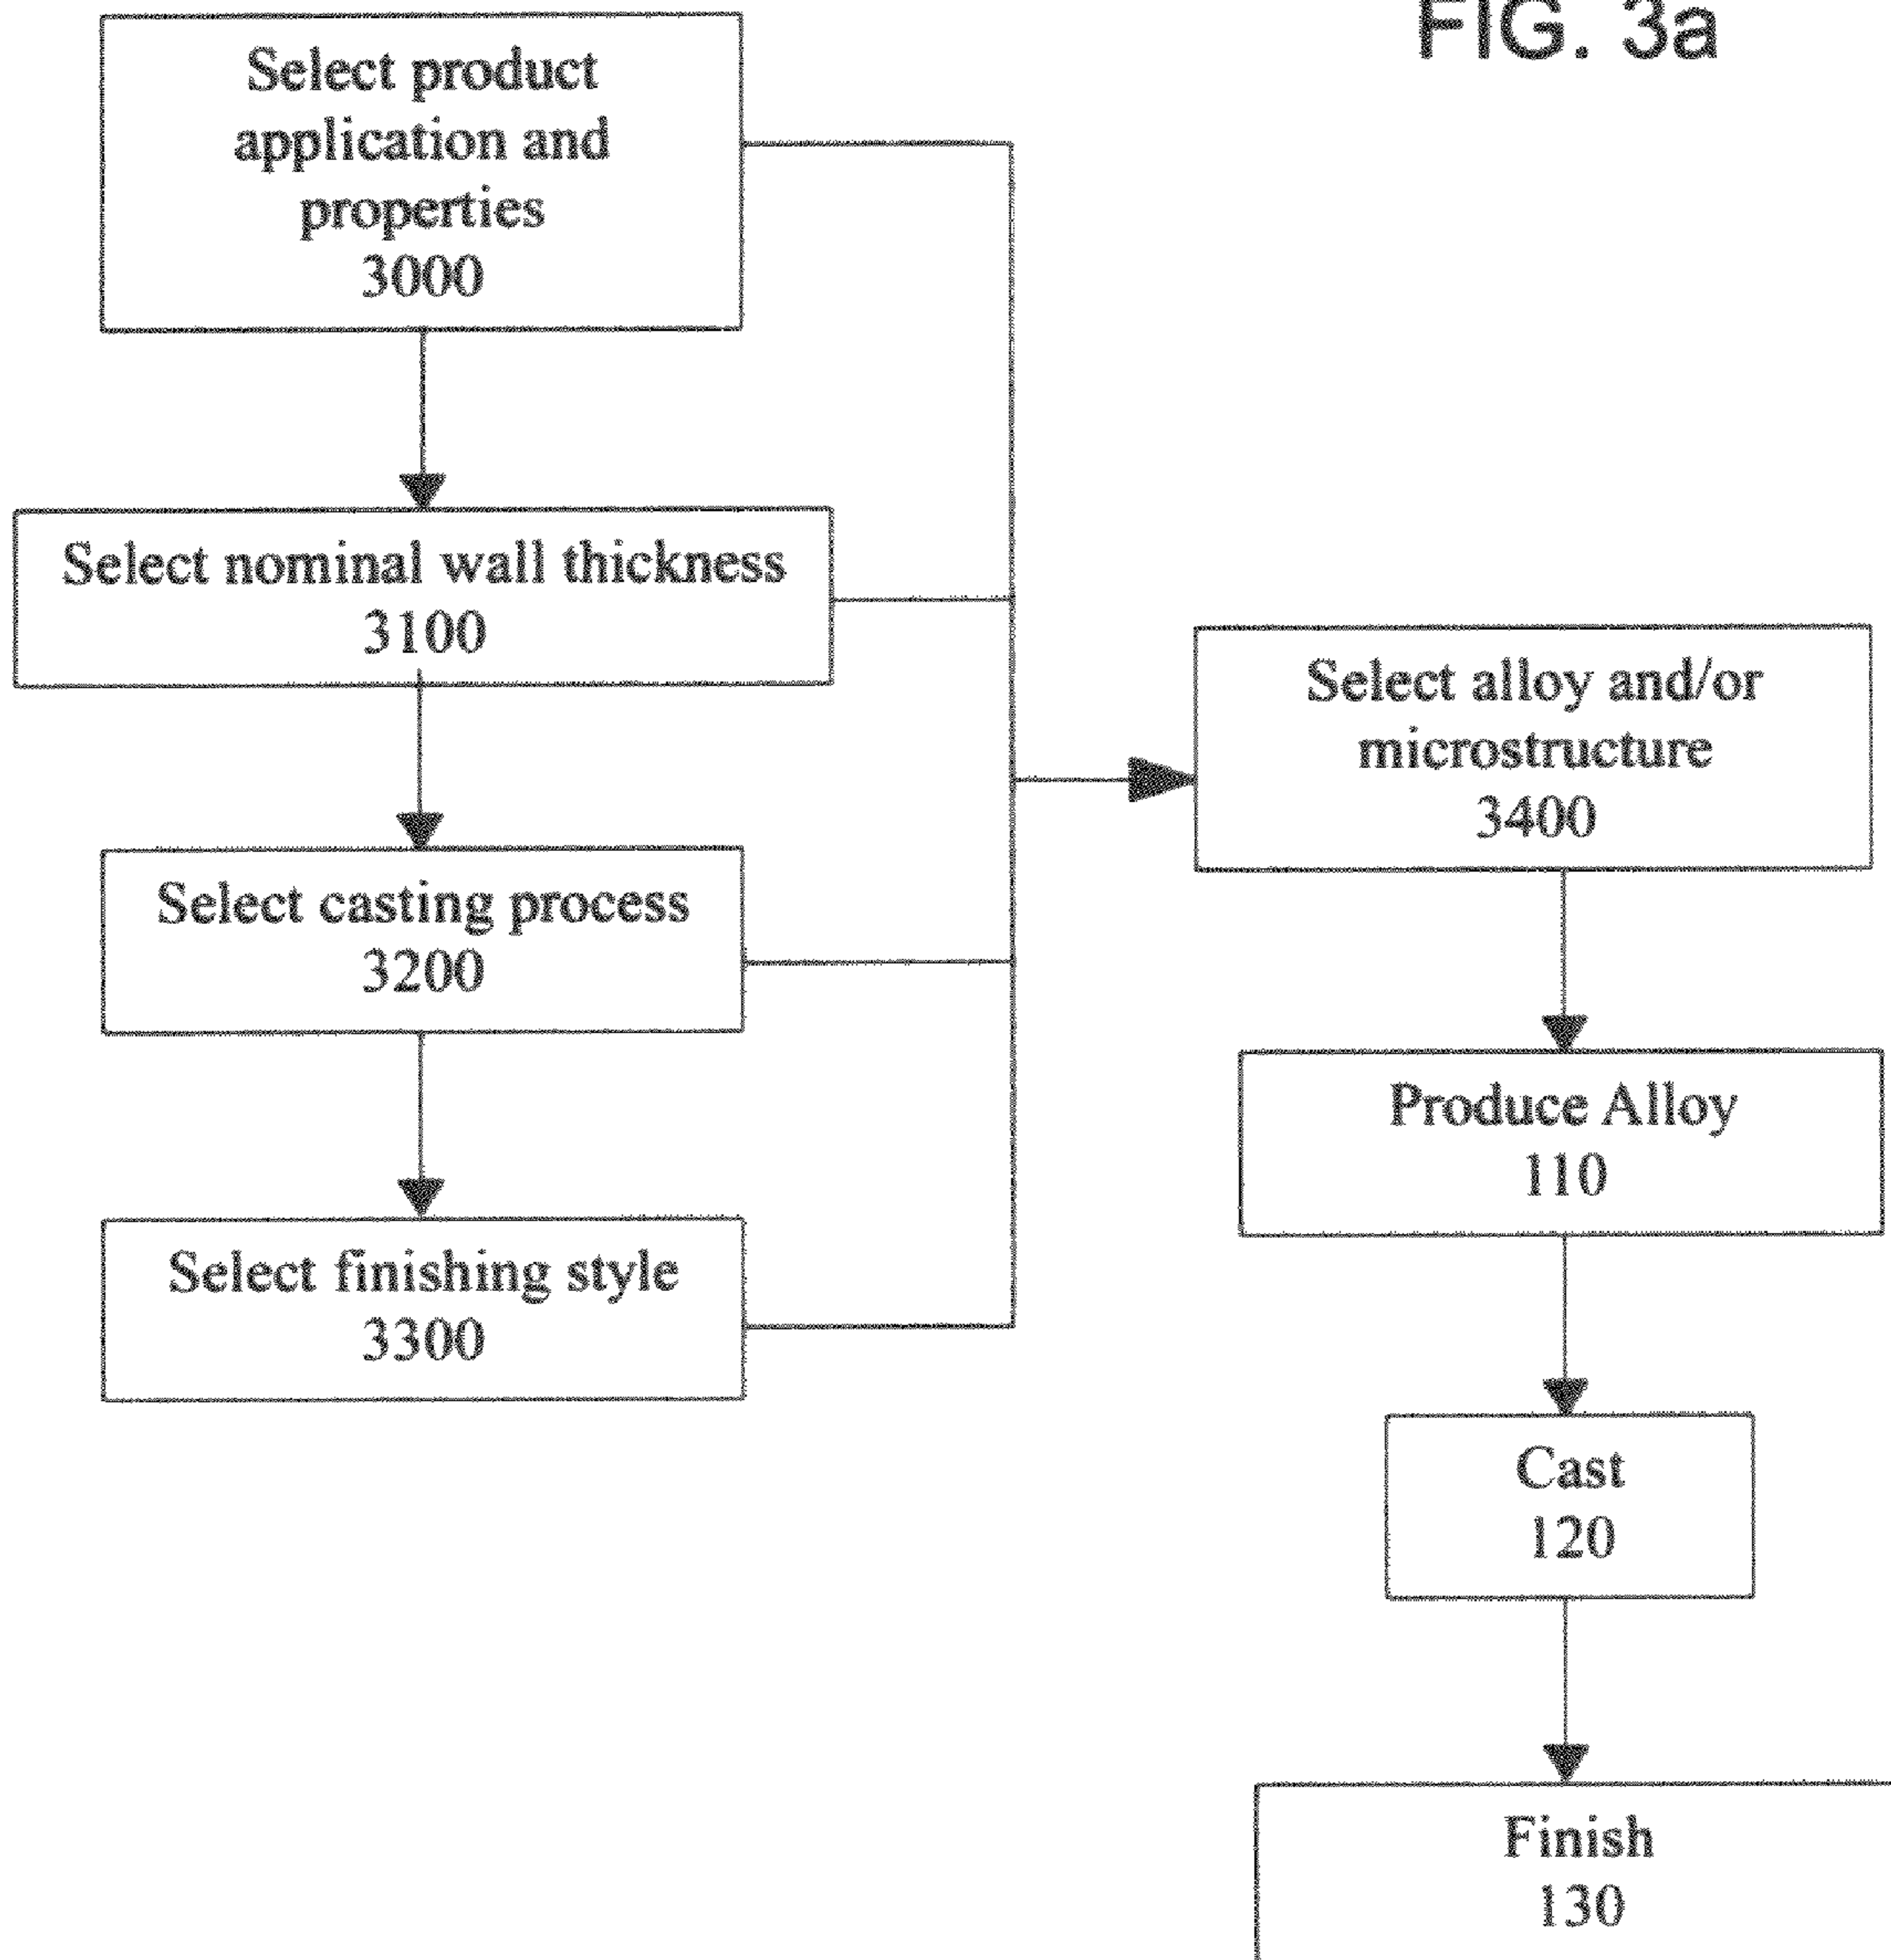 FIG. 3a
Select product
application and
properties
3000
Select nominal wall thickness
3100
Select casting process
3200
Select finishing style
3300
Select alloy and/or
microstructure
3400
Produce Alloy
110
Cast
120
Finish
130